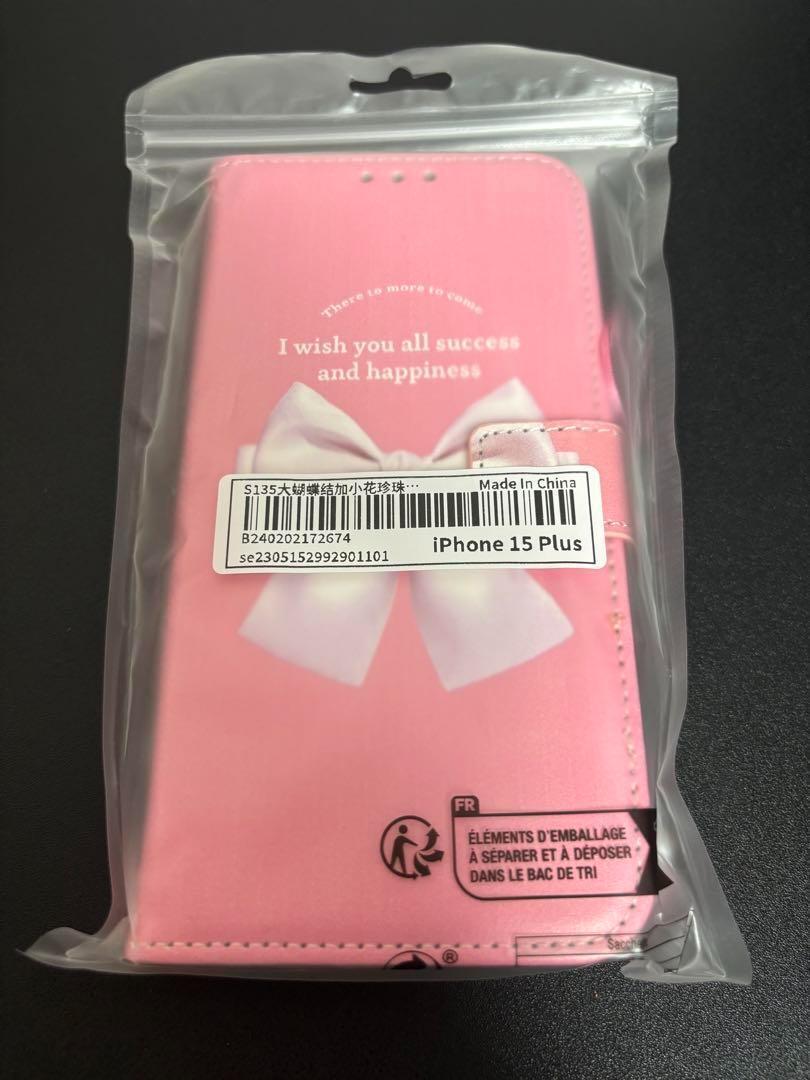 There to more to come
I wish you all success
and happiness
S135大蝴蝶结加小花珍珠…
Made In China
B240202172674
iPhone 15 Plus
se2305152992901101
FR
ÉLÉMENTS D'EMBALLAGE
À SÉPARER ET À DÉPOSER
DANS LE BAC DE TRI
®